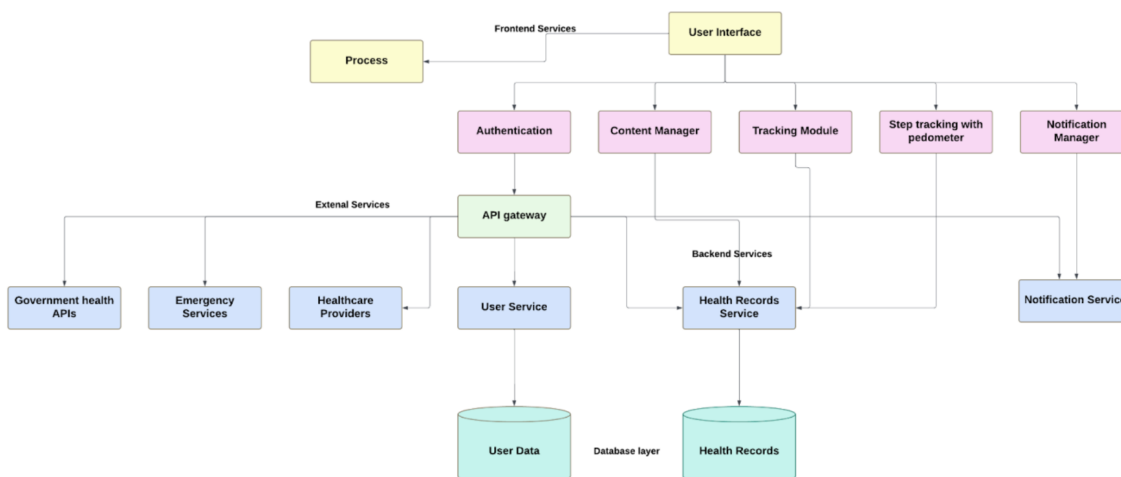 Frontend Services
User Interface
Process
Authentication
Content Manager
Tracking Module
Step tracking with
pedometer
Notification
Manager
Extenal Services
API gateway
Backend Services
Government health
APIs
Emergency
Services
Healthcare
Providers
User Service
Health Records
Service
Notification Service
User Data
Database layer
Health Records